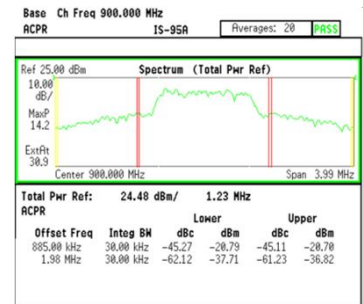 Base Ch Freq 900.000 MHz
ACPR IS-95A Averages: 20 PASS
Ref 25.00 dBm Spectrum (Total Pwr Ref)
10.00
dB/
MaxP
14.2
ExtAt
30.9
Center 900.000 MHz Span 3.99 MHz
Total Pwr Ref: 24.48 dBm/ 1.23 MHz
ACPR
Lower Upper
Offset Freq Integ BW dBc dBm dBc dBm
885.00 kHz 30.00 kHz -45.27 -20.79 -45.11 -20.70
1.98 MHz 30.00 kHz -62.12 -37.71 -61.23 -36.82